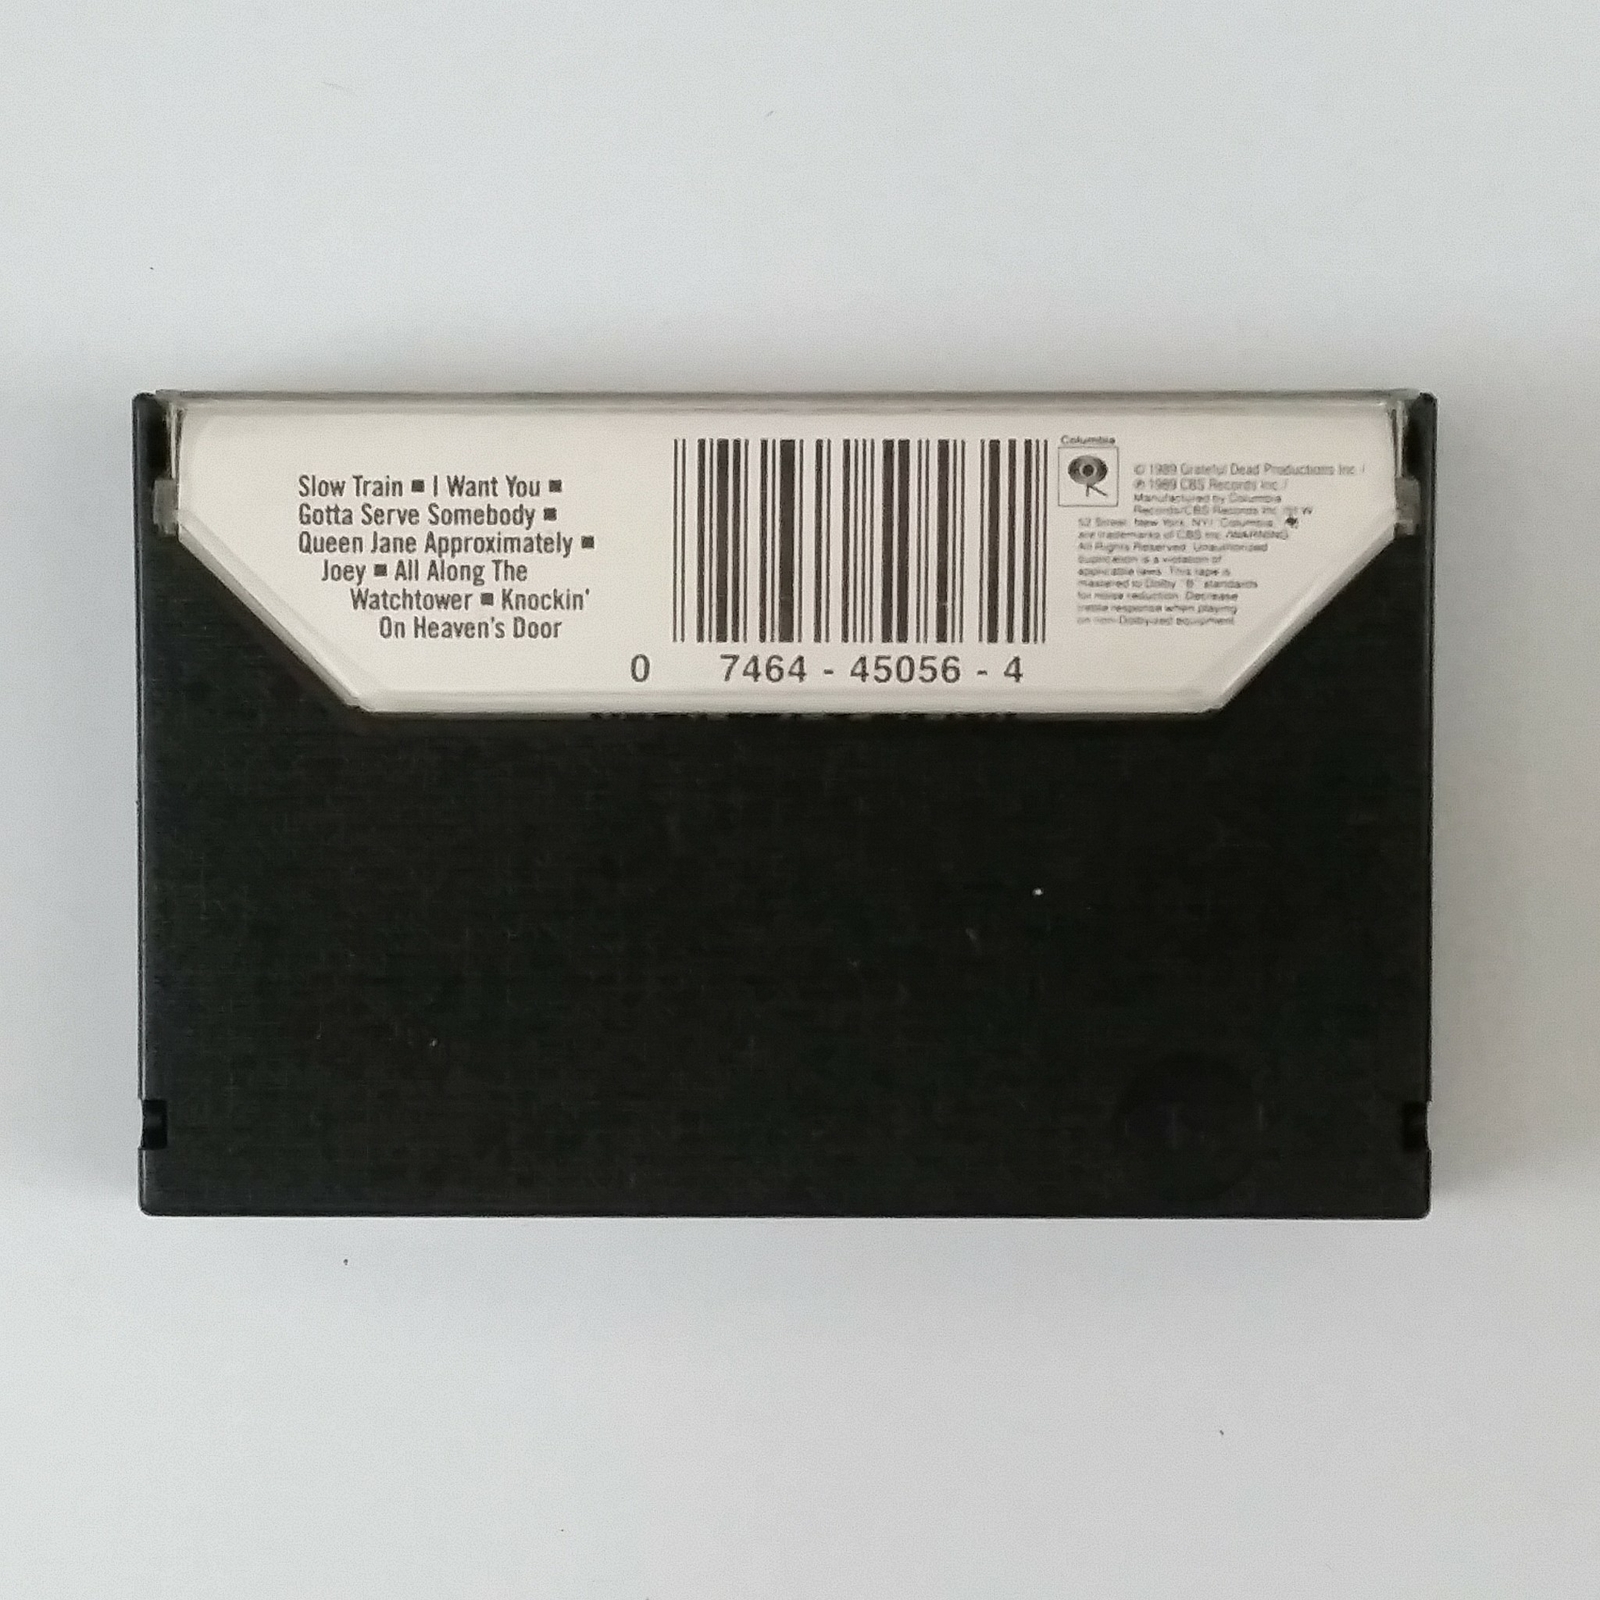 Slow Train ■ I Want You ■
Gotta Serve Somebody ■
Queen Jane Approximately ■
Joey ■ All Along The
Watchtower ■ Knockin'
On Heaven's Door
0 7464 - 45056 - 4
Columbia
© 1989 Grateful Dead Productions Inc. /
℗ 1989 CBS Records Inc. /
Manufactured by Columbia
Records/CBS Records Inc. /51 W
52 Street, New York, NY/"Columbia,"
are trademarks of CBS Inc./WARNING:
All Rights Reserved. Unauthorized
duplication is a violation of
applicable laws. This tape is
mastered to Dolby "B" standards
for noise reduction. Decrease
treble response when playing
on non-Dolbyized equipment.